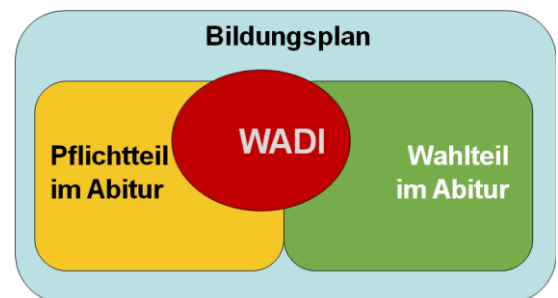 Bildungsplan
WADI
Pflichtteil
im Abitur
Wahlteil
im Abitur